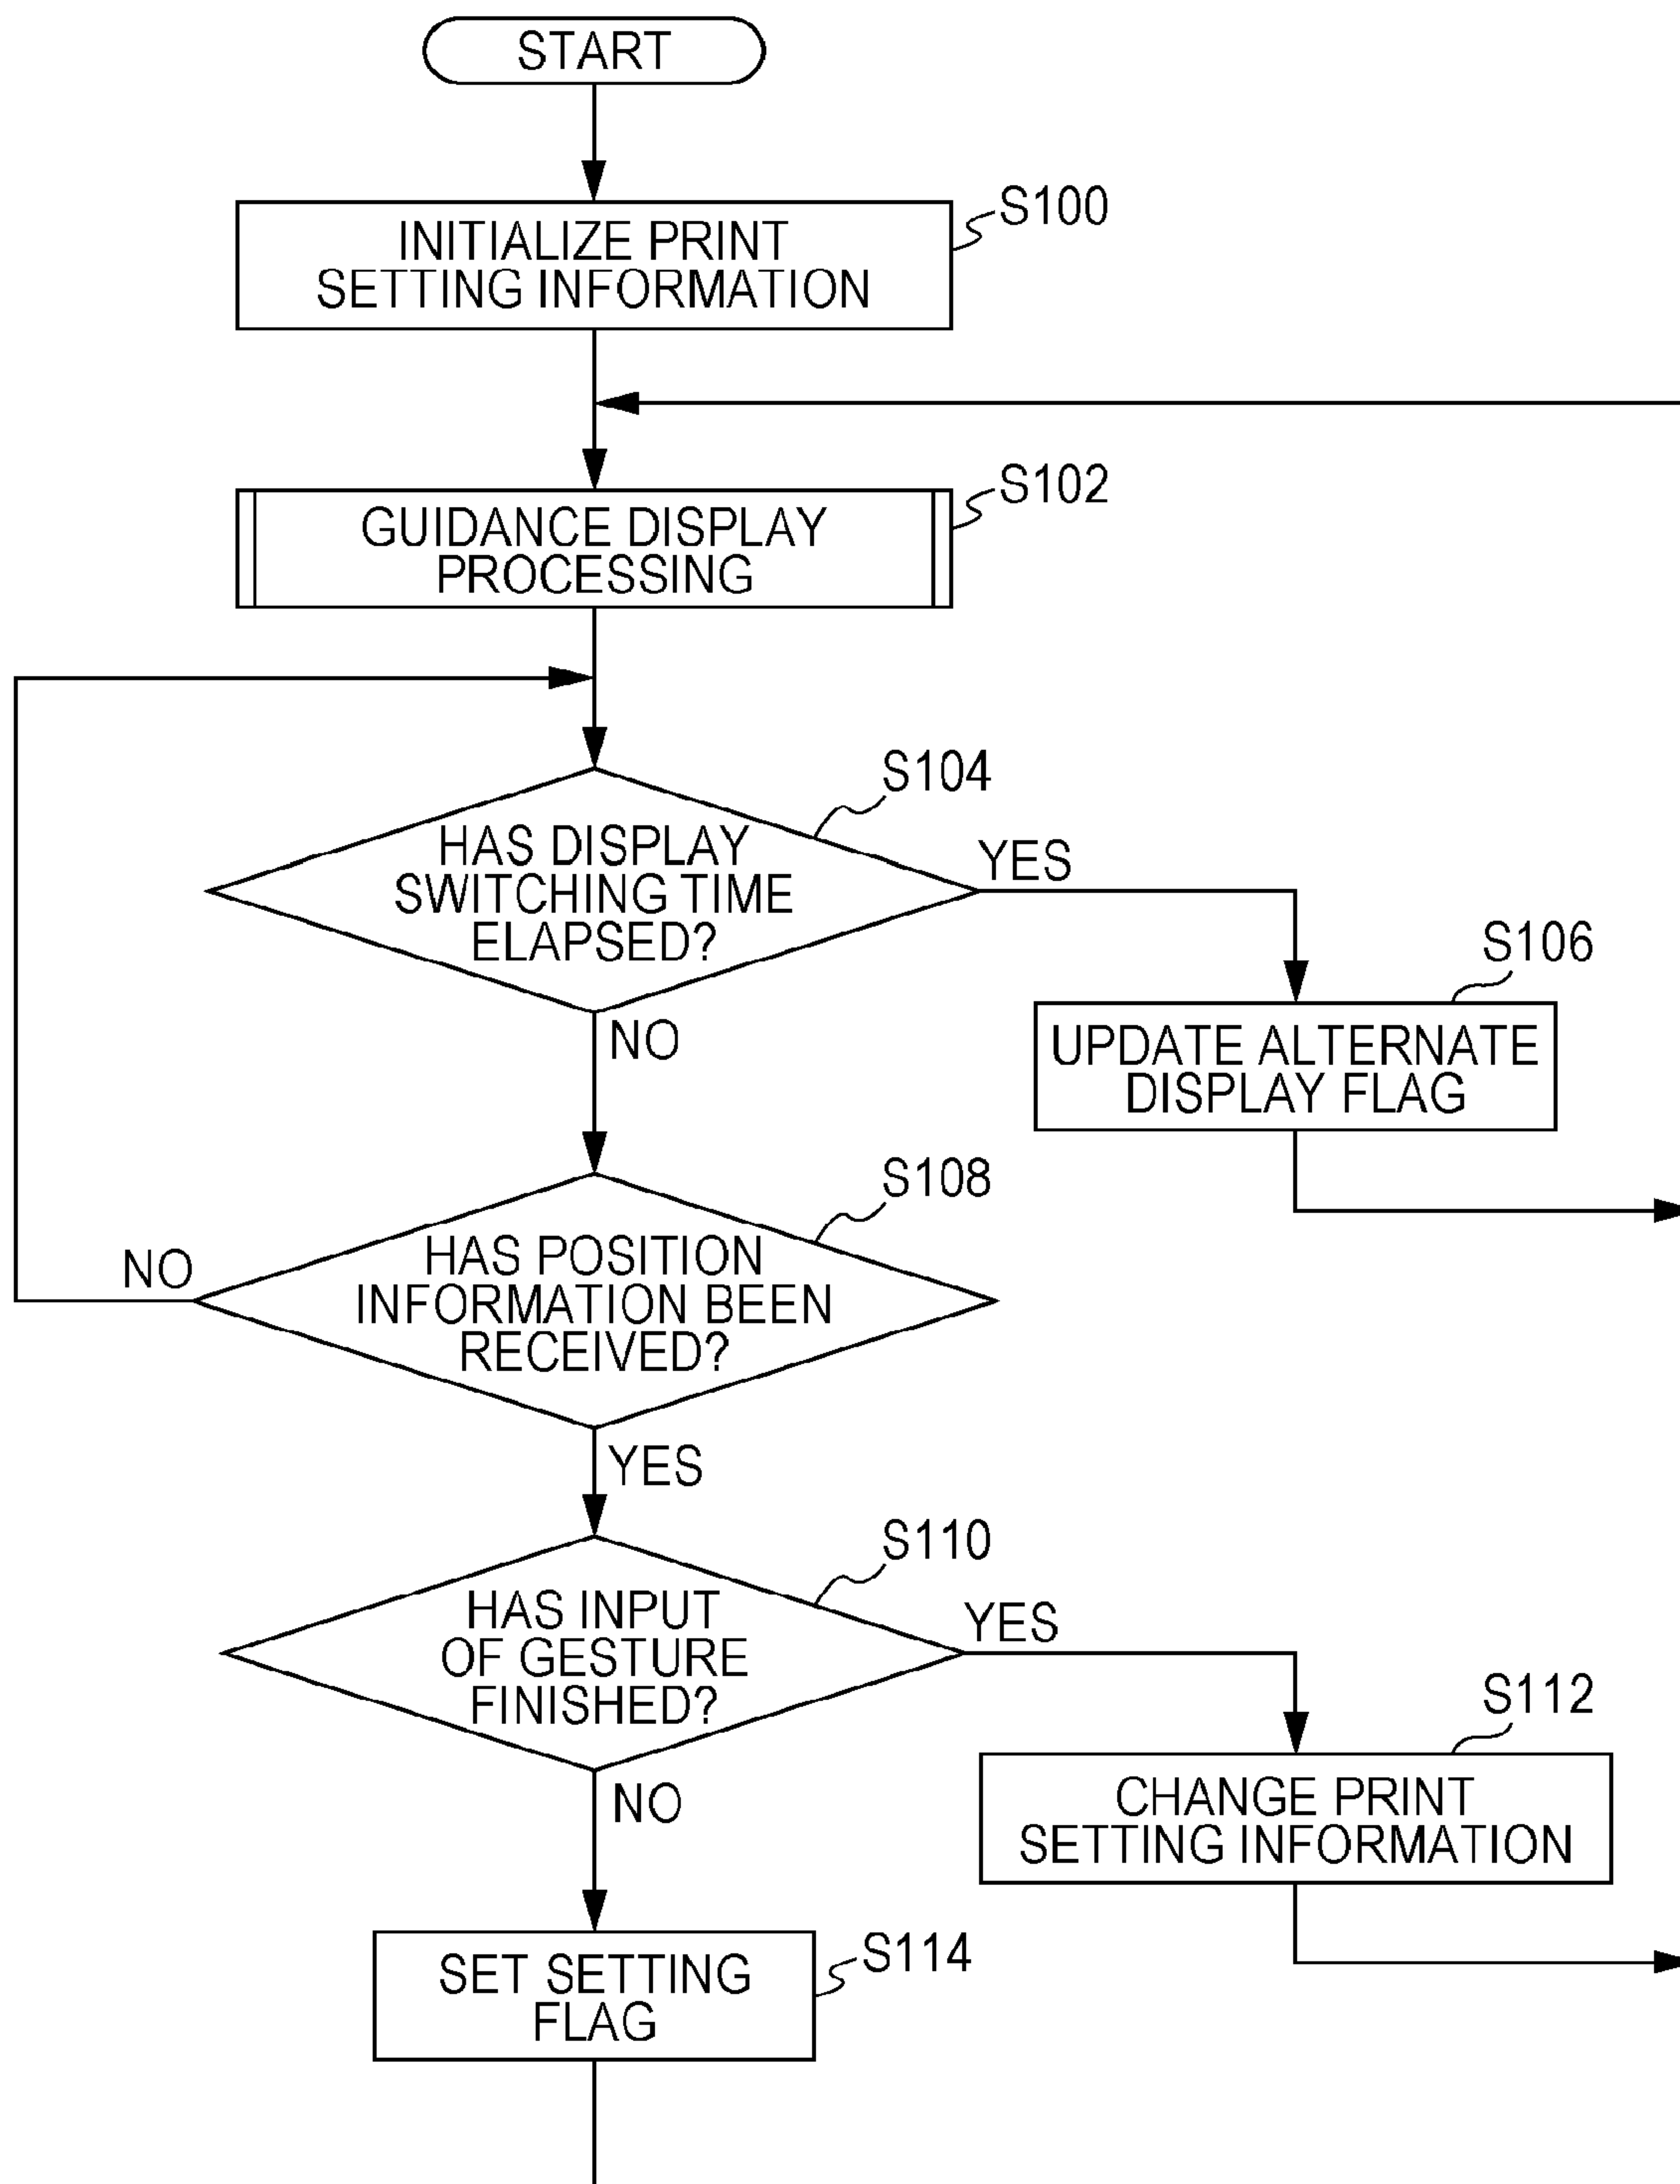 START
S100
INITIALIZE PRINT
SETTING INFORMATION
S102
GUIDANCE DISPLAY
PROCESSING
S104
HAS DISPLAY
SWITCHING TIME
ELAPSED?
YES
NO
S106
UPDATE ALTERNATE
DISPLAY FLAG
S108
HAS POSITION
INFORMATION BEEN
RECEIVED?
NO
YES
S110
HAS INPUT
OF GESTURE
FINISHED?
YES
NO
S112
CHANGE PRINT
SETTING INFORMATION
S114
SET SETTING
FLAG